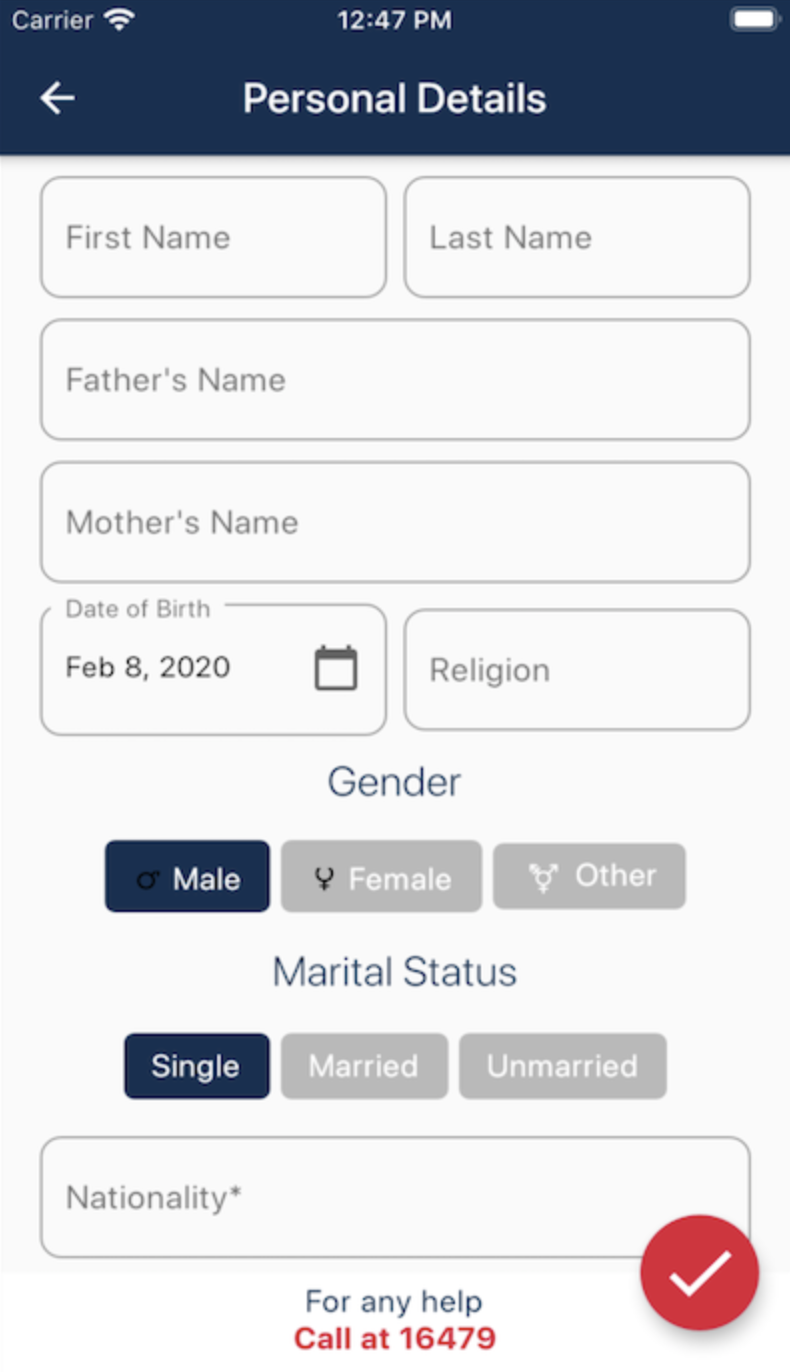 Carrier 12:47 PM
Personal Details
First Name Last Name
Father's Name
Mother's Name
Date of Birth
Feb 8, 2020 Religion
Gender
Male Female Other
Marital Status
Single Married Unmarried
Nationality*
For any help
Call at 16479